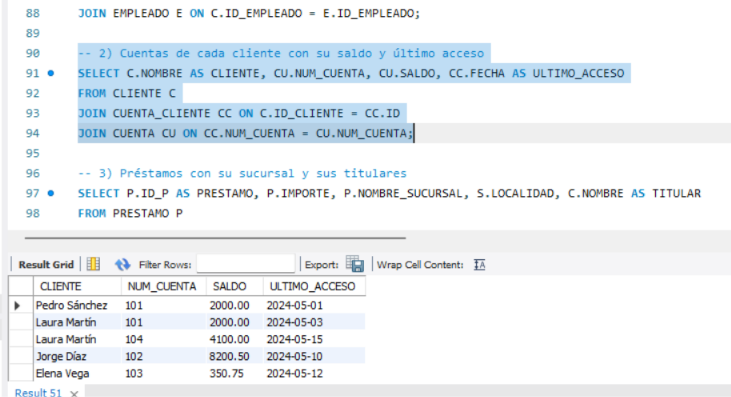 88 JOIN EMPLEADO E ON C.ID_EMPLEADO = E.ID_EMPLEADO;
89
90 -- 2) Cuentas de cada cliente con su saldo y último acceso
91 SELECT C.NOMBRE AS CLIENTE, CU.NUM_CUENTA, CU.SALDO, CC.FECHA AS ULTIMO_ACCESO
92 FROM CLIENTE C
93 JOIN CUENTA_CLIENTE CC ON C.ID_CLIENTE = CC.ID
94 JOIN CUENTA CU ON CC.NUM_CUENTA = CU.NUM_CUENTA;
95
96 -- 3) Préstamos con su sucursal y sus titulares
97 SELECT P.ID_P AS PRESTAMO, P.IMPORTE, P.NOMBRE_SUCURSAL, S.LOCALIDAD, C.NOMBRE AS TITULAR
98 FROM PRESTAMO P
Result Grid Filter Rows: Export: Wrap Cell Content: IA
CLIENTE NUM_CUENTA SALDO ULTIMO_ACCESO
Pedro Sánchez 101 2000.00 2024-05-01
Laura Martín 101 2000.00 2024-05-03
Laura Martín 104 4100.00 2024-05-15
Jorge Díaz 102 8200.50 2024-05-10
Elena Vega 103 350.75 2024-05-12
Result 51 ×